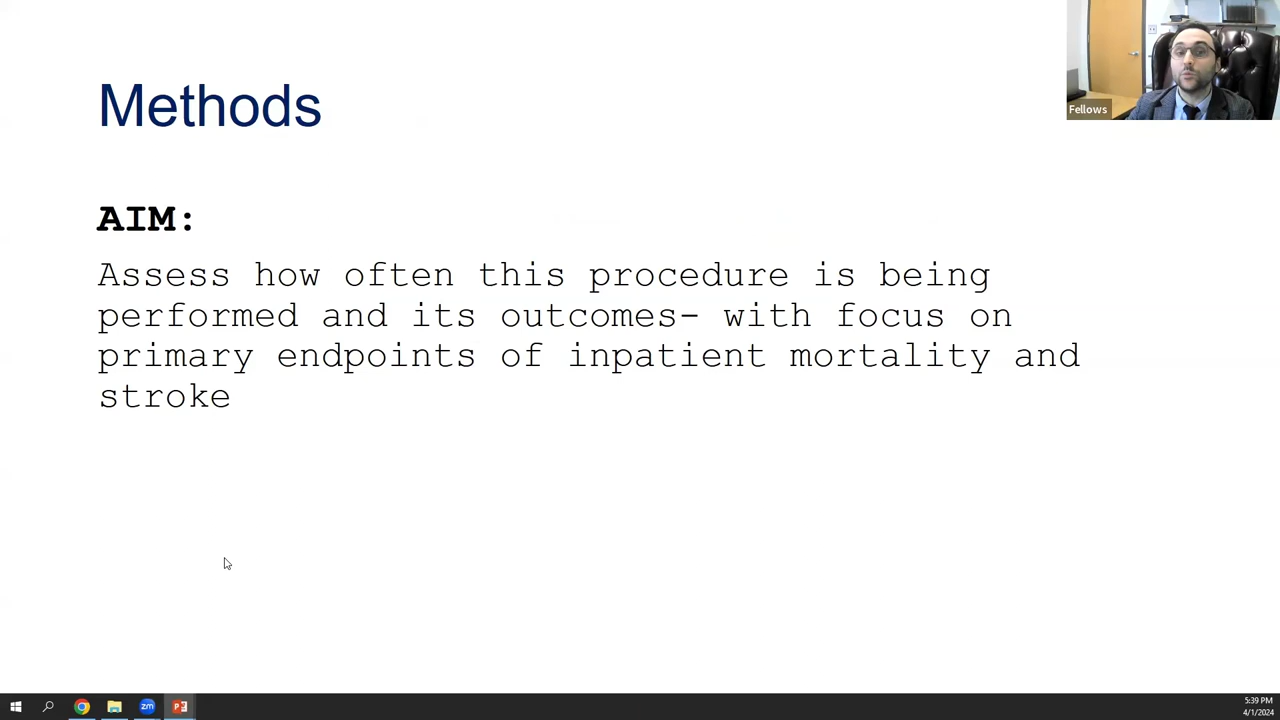 Methods
Fellows
AIM:
Assess how often this procedure is being
performed and its outcomes- with focus on
primary endpoints of inpatient mortality and
stroke
zm
5:39 PM
4/1/2024